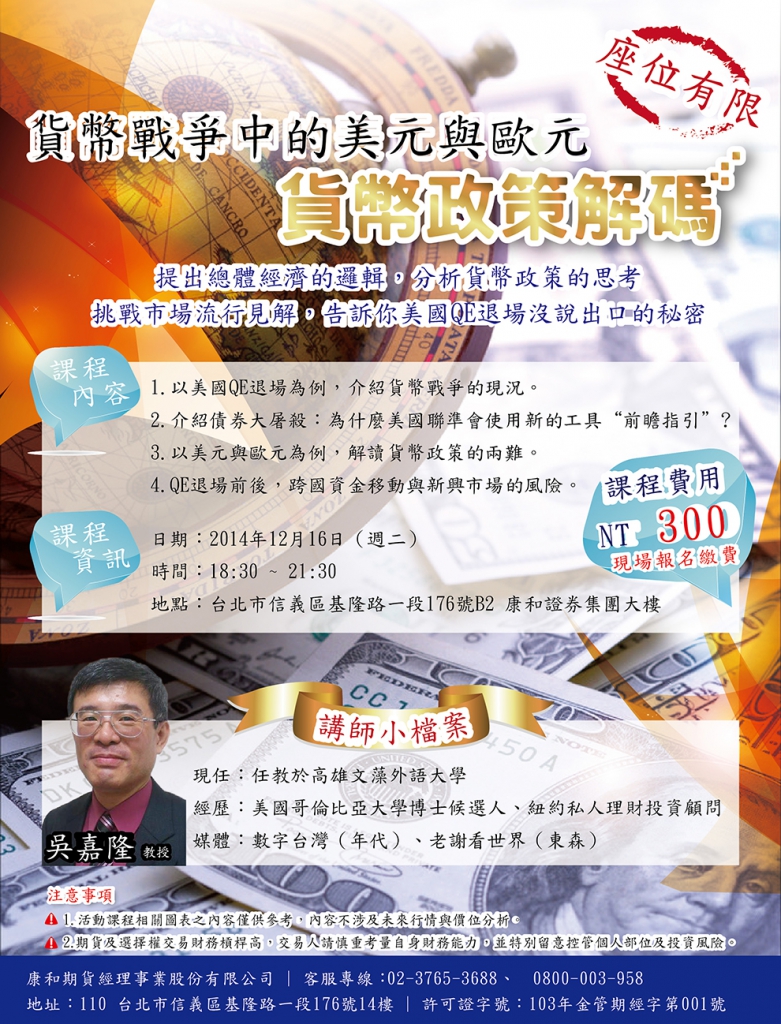 座位有限
貨幣戰爭中的美元與歐元
貨幣政策解碼
提出總體經濟的邏輯，分析貨幣政策的思考
挑戰市場流行見解，告訴你美國QE退場沒說出口的秘密
課程
內容
1.以美國QE退場為例，介紹貨幣戰爭的現況。
2.介紹債券大屠殺：為什麼美國聯準會使用新的工具“前瞻指引”？
3.以美元與歐元為例，解讀貨幣政策的兩難。
4.QE退場前後，跨國資金移動與新興市場的風險。
課程費用
NT 300
現場報名繳費
課程
資訊
日期：2014年12月16日（週二）
時間：18:30 ~ 21:30
地點：台北市信義區基隆路一段176號B2 康和證券集團大樓
講師小檔案
現任：任教於高雄文藻外語大學
經歷：美國哥倫比亞大學博士候選人、紐約私人理財投資顧問
媒體：數字台灣（年代）、老謝看世界（東森）
吳嘉隆 教授
注意事項
1.活動課程相關圖表之內容僅供參考，內容不涉及未來行情與價位分析。
2.期貨及選擇權交易財務槓桿高，交易人請慎重考量自身財務能力，並特別留意控管個人部位及投資風險。
康和期貨經理事業股份有限公司 | 客服專線：02-3765-3688、 0800-003-958
地址：110 台北市信義區基隆路一段176號14樓 | 許可證字號：103年金管期經字第001號